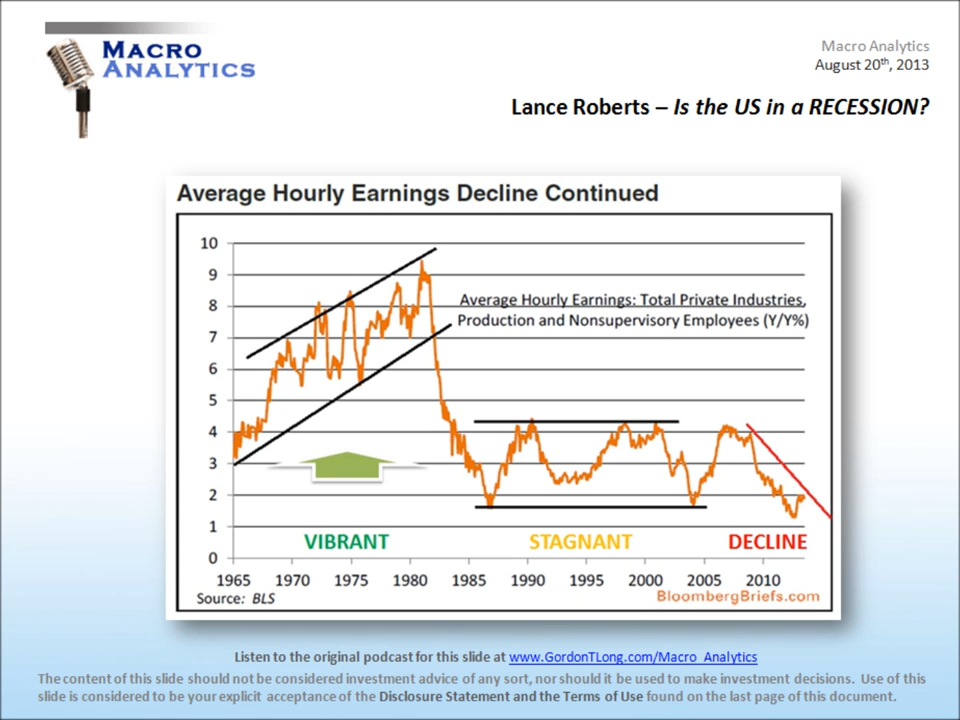 MACRO
ANALYTICS
Macro Analytics
August 20th, 2013
Lance Roberts – Is the US in a RECESSION?
Average Hourly Earnings Decline Continued
10
9
8
7
6
5
4
3
2
1
0
Average Hourly Earnings: Total Private Industries,
Production and Nonsupervisory Employees (Y/Y%)
VIBRANT STAGNANT DECLINE
1965 1970 1975 1980 1985 1990 1995 2000 2005 2010
Source: BLS
BloombergBriefs.com
Listen to the original podcast for this slide at www.GordonTLong.com/Macro_Analytics
The content of this slide should not be considered investment advice of any sort, nor should it be used to make investment decisions. Use of this
slide is considered to be your explicit acceptance of the Disclosure Statement and the Terms of Use found on the last page of this document.